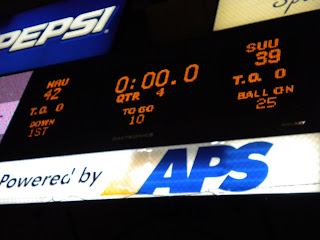 PEPSI
Sp
NAU
42
T.O. 0
DOWN
1ST
0:00.0
QTR 4
TO GO
10
SUU
39
T.O. 0
BALL ON
25
Powered by APS